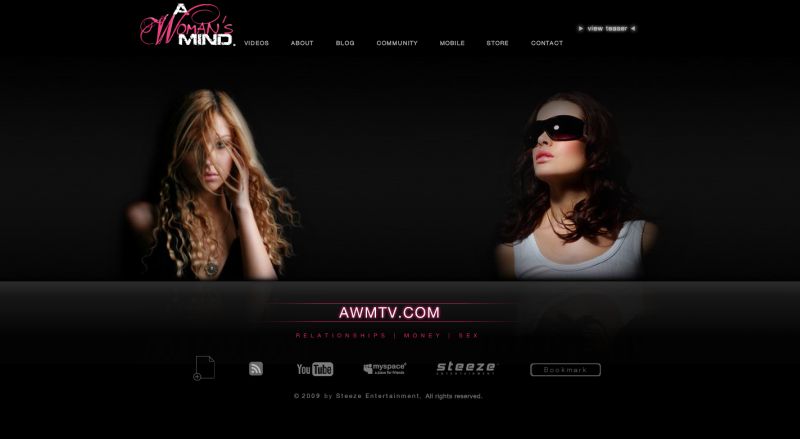 A
WOMAN'S
MIND.
VIDEOS ABOUT BLOG COMMUNITY MOBILE STORE CONTACT
view teaser
AWMTV.COM
RELATIONSHIPS | MONEY | SEX
YouTube
myspace
a place for friends
steeze
ENTERTAINMENT
Bookmark
© 2009 by Steeze Entertainment, All rights reserved.